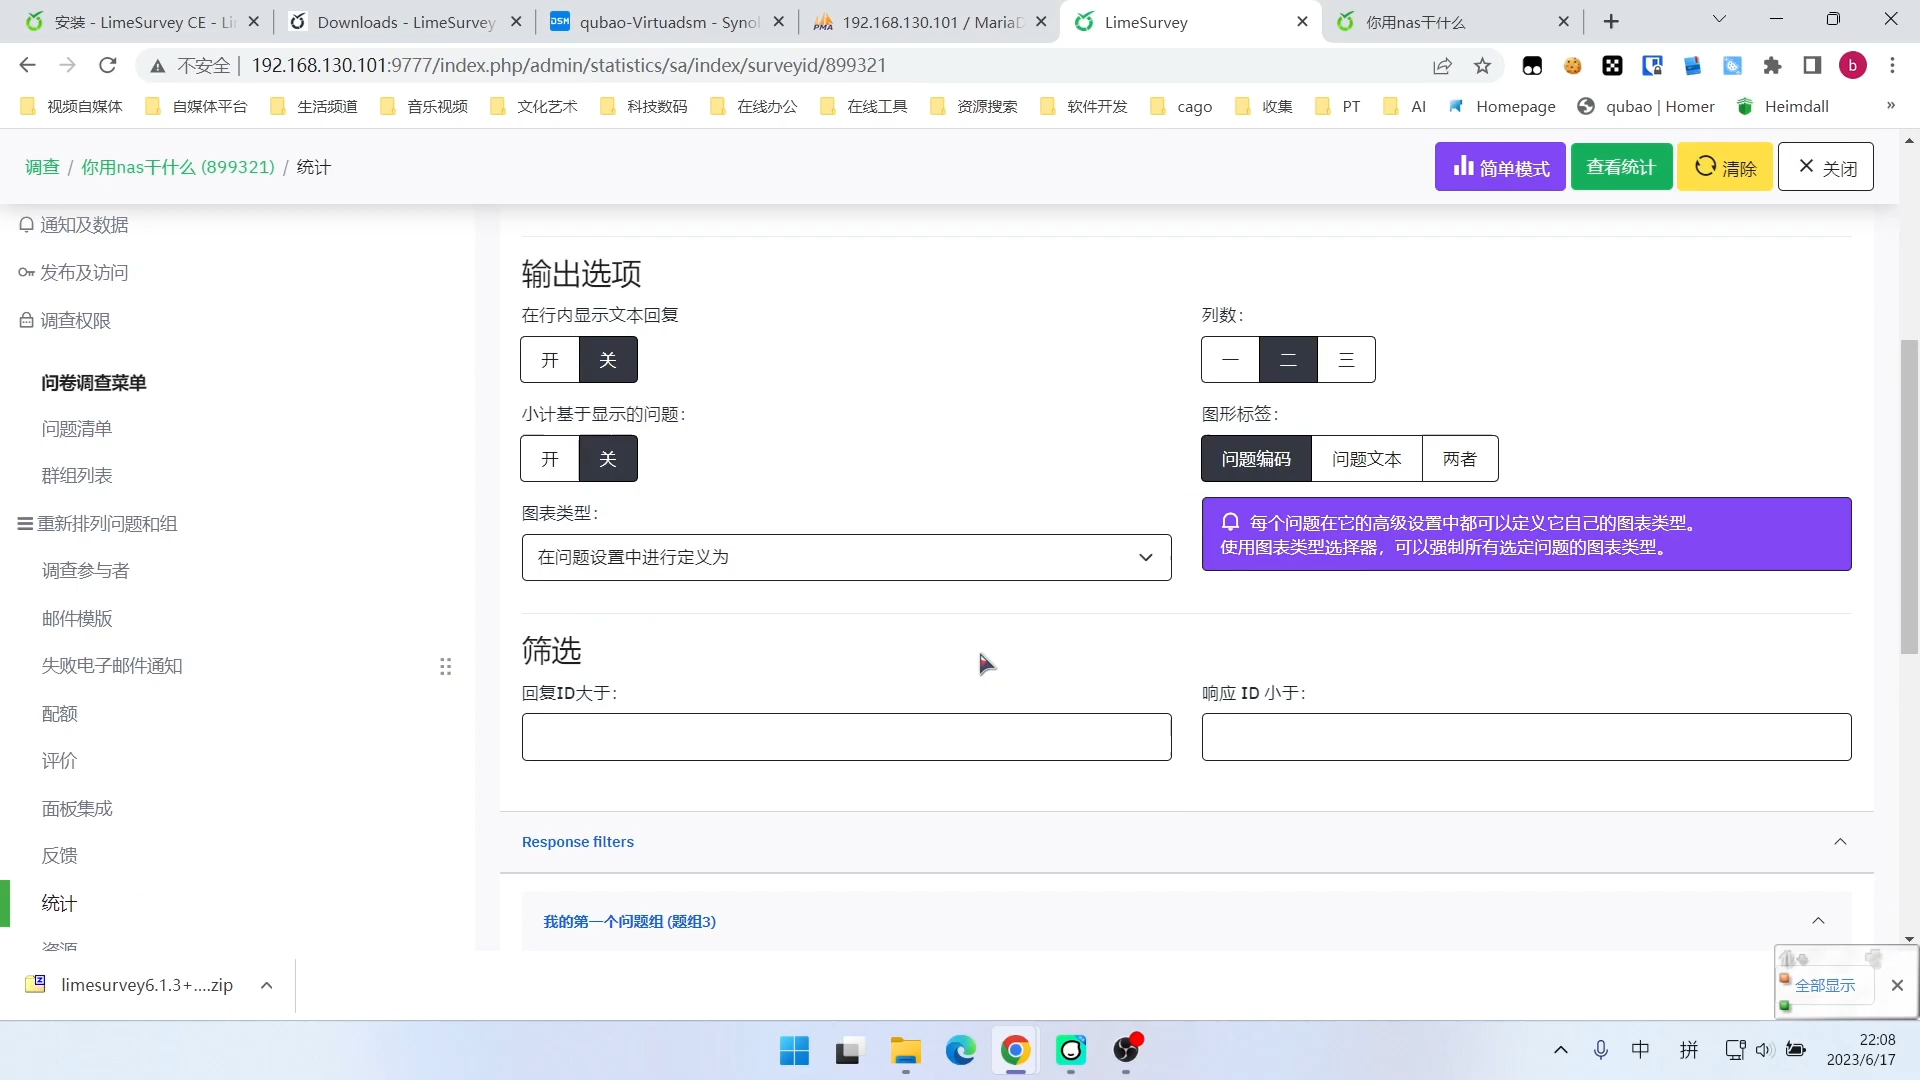 安装 - LimeSurvey CE - Li
Downloads - LimeSurvey
qubao-Virtuadsm - Synol
192.168.130.101 / MariaD
LimeSurvey
你用nas干什么
不安全
192.168.130.101:9777/index.php/admin/statistics/sa/index/surveyid/899321
b
视频自媒体
自媒体平台
生活频道
音乐视频
文化艺术
科技数码
在线办公
在线工具
资源搜索
软件开发
cago
收集
PT
AI
Homepage
qubao | Homer
Heimdall
»
调查 / 你用nas干什么 (899321) / 统计
简单模式
查看统计
清除
关闭
通知及数据
发布及访问
调查权限
问卷调查菜单
问题清单
群组列表
重新排列问题和组
调查参与者
邮件模版
失败电子邮件通知
配额
评价
面板集成
反馈
统计
资源
输出选项
在行内显示文本回复
开 关
列数:
一 二 三
小计基于显示的问题:
开 关
图形标签:
问题编码 问题文本 两者
图表类型:
在问题设置中进行定义为
每个问题在它的高级设置中都可以定义它自己的图表类型。
使用图表类型选择器，可以强制所有选定问题的图表类型。
筛选
回复ID大于:
响应 ID 小于:
Response filters
我的第一个问题组 (题组3)
limesurvey6.1.3+....zip
全部显示
中
拼
22:08
2023/6/17